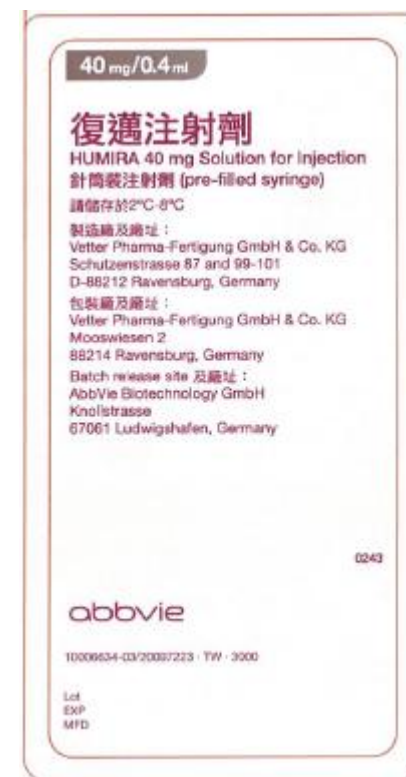 40 mg/0.4 ml
復邁注射劑
HUMIRA 40 mg Solution for Injection
針筒裝注射劑 (pre-filled syringe)
請儲存於2°C-8°C
製造廠及廠址：
Vetter Pharma-Fertigung GmbH & Co. KG
Schutzenstrasse 87 and 99-101
D-88212 Ravensburg, Germany
包裝廠及廠址：
Vetter Pharma-Fertigung GmbH & Co. KG
Mooswiesen 2
88214 Ravensburg, Germany
Batch release site 及廠址：
AbbVie Biotechnology GmbH
Knollstrasse
67061 Ludwigshafen, Germany
0243
abbvie
TW · 3000
Lot
EXP
MFD